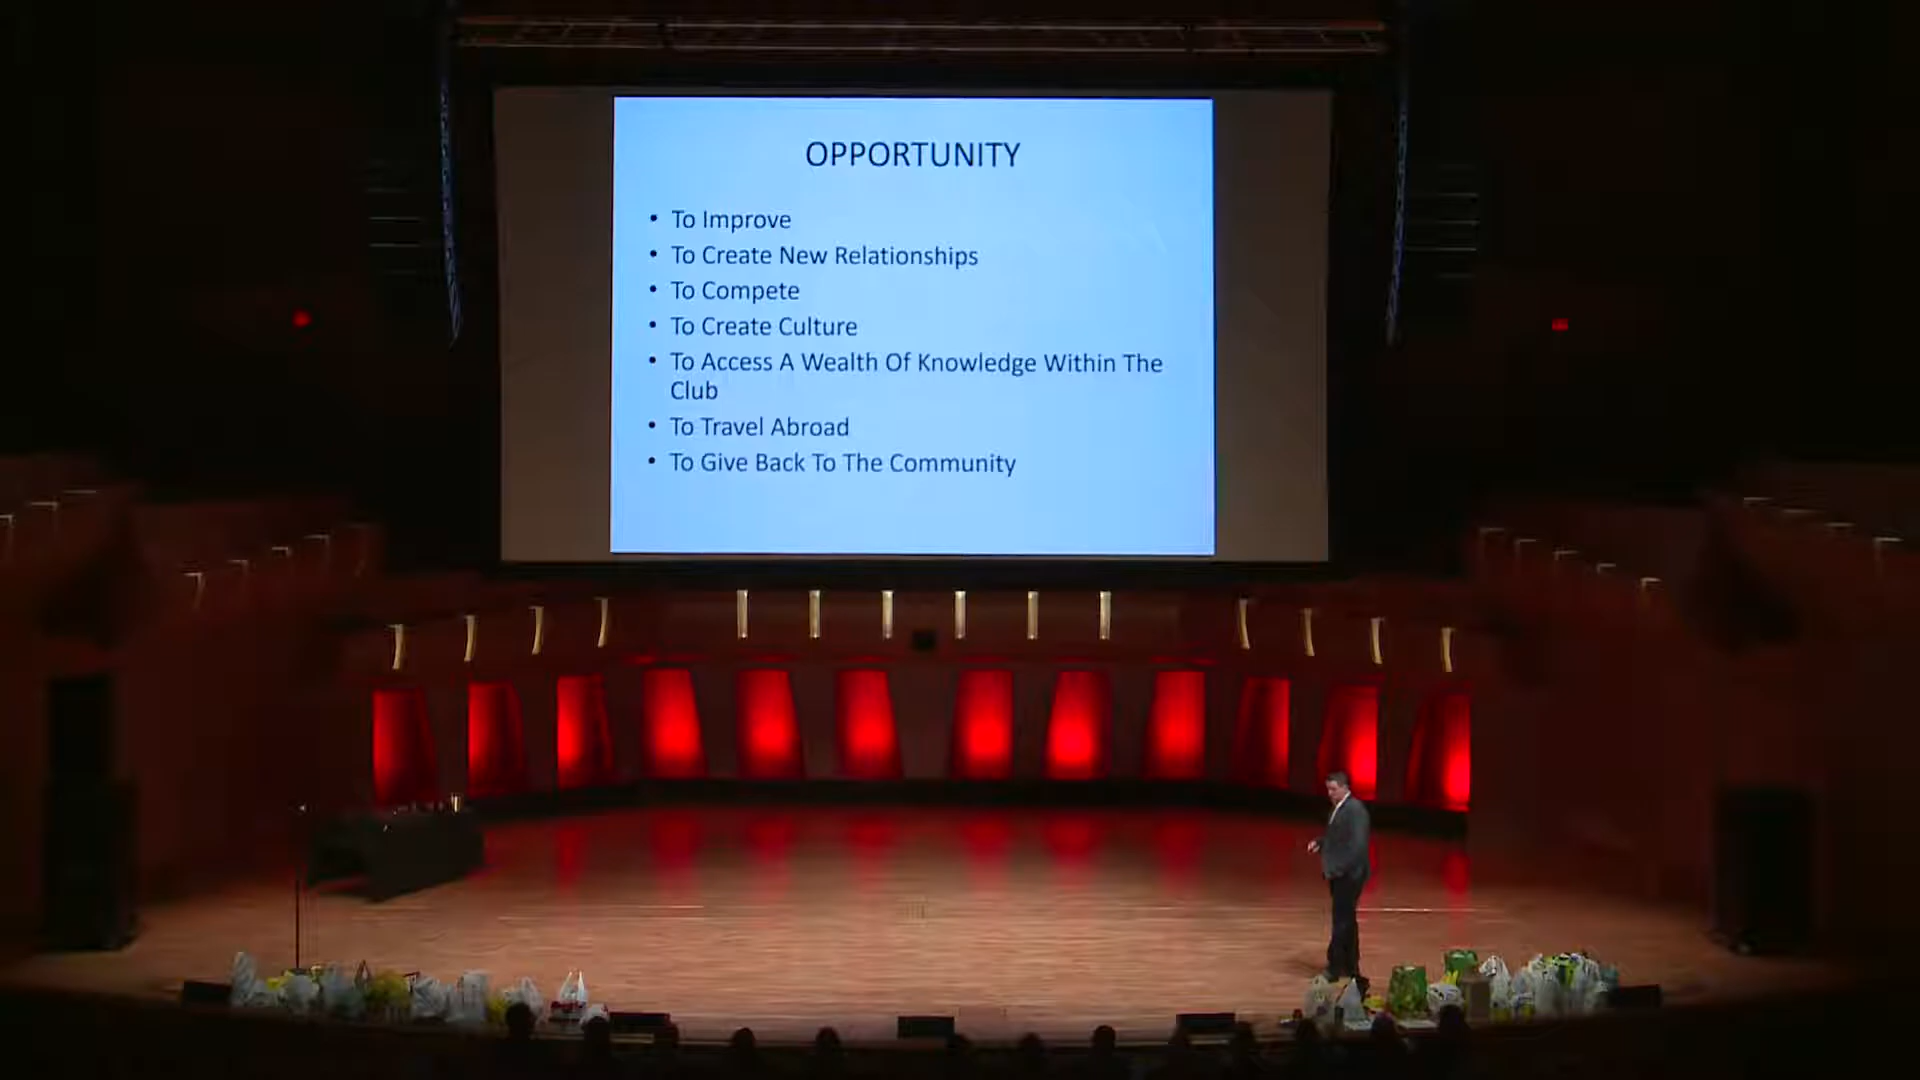 OPPORTUNITY
• To Improve
• To Create New Relationships
• To Compete
• To Create Culture
• To Access A Wealth Of Knowledge Within The
Club
• To Travel Abroad
• To Give Back To The Community